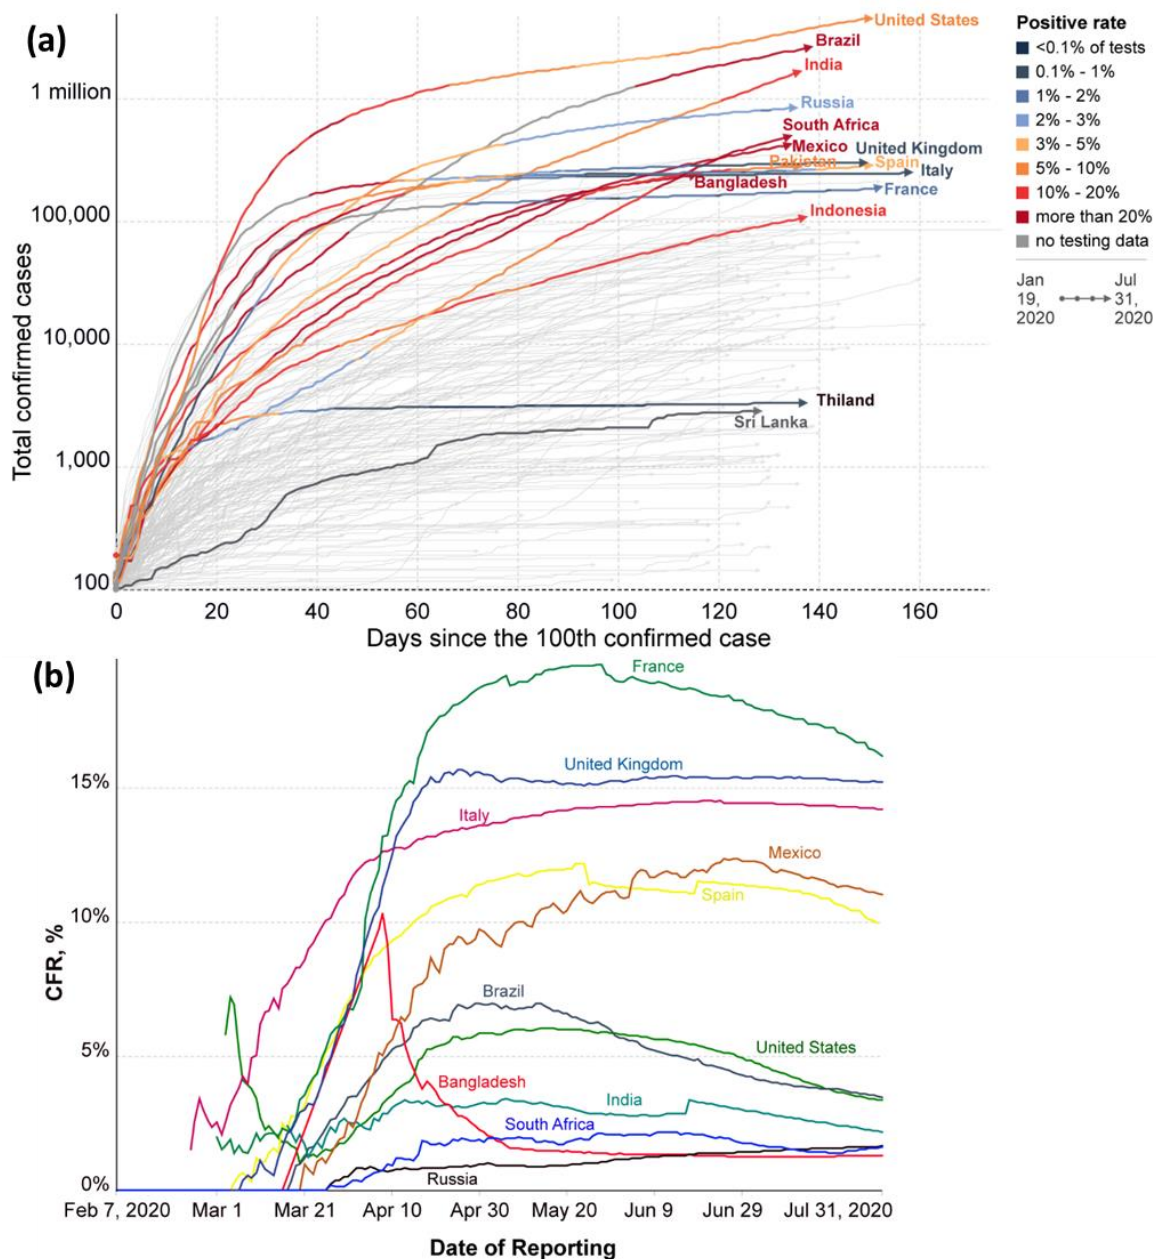 (a)
Total confirmed cases
1 million
100,000
10,000
1,000
100
0 20 40 60 80 100 120 140 160
Days since the 100th confirmed case
United States
Brazil
India
Russia
South Africa
Mexico
United Kingdom
Pakistan
Spain
Italy
Bangladesh
France
Indonesia
Thiland
Sri Lanka
Positive rate
<0.1% of tests
0.1% - 1%
1% - 2%
2% - 3%
3% - 5%
5% - 10%
10% - 20%
more than 20%
no testing data
Jan Jul
19, 31,
2020 2020
(b)
CFR, %
15%
10%
5%
0%
France
United Kingdom
Italy
Mexico
Spain
Brazil
United States
Bangladesh
India
South Africa
Russia
Feb 7, 2020 Mar 1 Mar 21 Apr 10 Apr 30 May 20 Jun 9 Jun 29 Jul 31, 2020
Date of Reporting